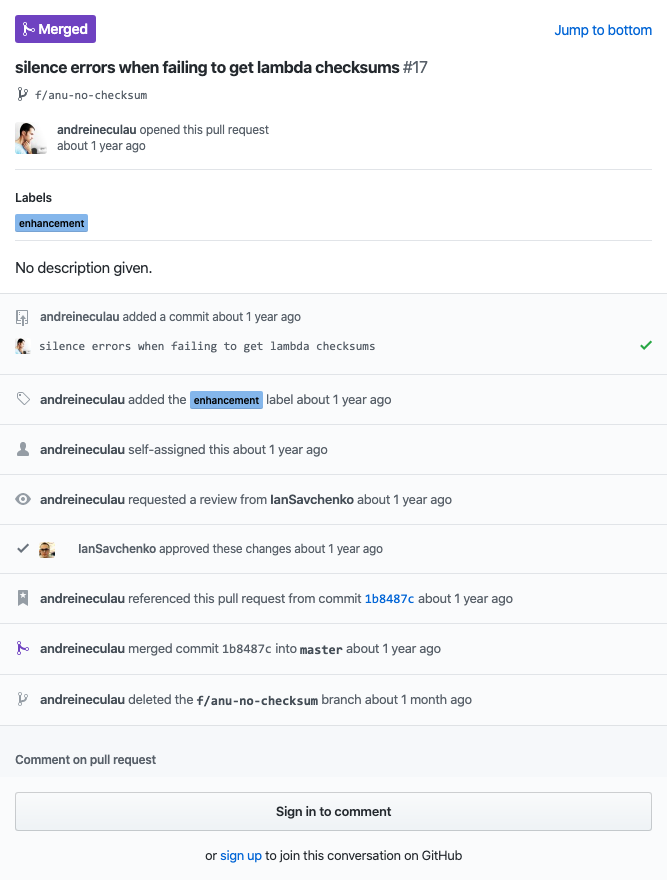 Merged
Jump to bottom
silence errors when failing to get lambda checksums #17
f/anu-no-checksum
andreineculau opened this pull request
about 1 year ago
Labels
enhancement
No description given.
andreineculau added a commit about 1 year ago
silence errors when failing to get lambda checksums
andreineculau added the enhancement label about 1 year ago
andreineculau self-assigned this about 1 year ago
andreineculau requested a review from IanSavchenko about 1 year ago
IanSavchenko approved these changes about 1 year ago
andreineculau referenced this pull request from commit 1b8487c about 1 year ago
andreineculau merged commit 1b8487c into master about 1 year ago
andreineculau deleted the f/anu-no-checksum branch about 1 month ago
Comment on pull request
Sign in to comment
or sign up to join this conversation on GitHub